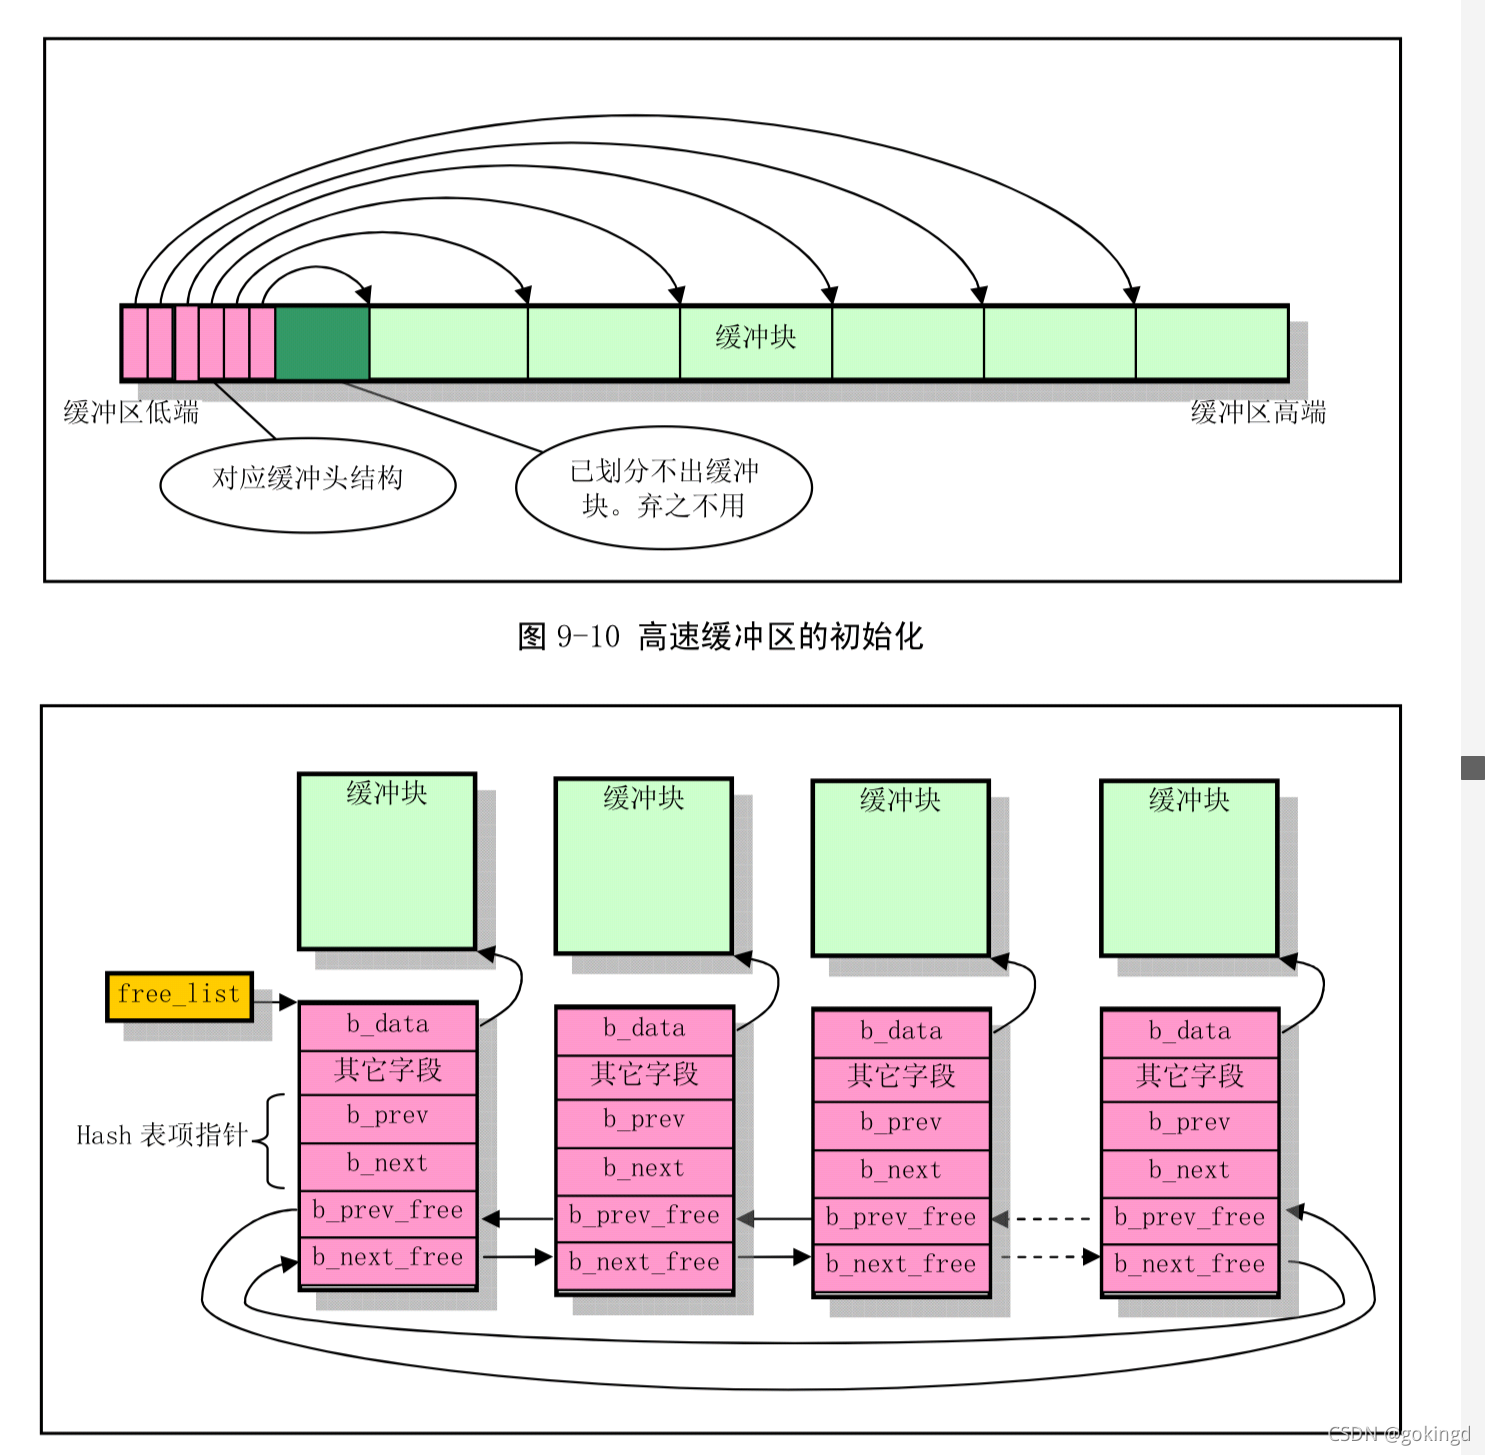 缓冲块
缓冲区低端
缓冲区高端
对应缓冲头结构
已划分不出缓冲
块。弃之不用
图 9-10 高速缓冲区的初始化
缓冲块
缓冲块
缓冲块
缓冲块
free_list
b_data
b_data
b_data
b_data
其它字段
其它字段
其它字段
其它字段
Hash 表项指针
b_prev
b_prev
b_prev
b_prev
b_next
b_next
b_next
b_next
b_prev_free
b_prev_free
b_prev_free
b_prev_free
b_next_free
b_next_free
b_next_free
b_next_free
CSDN @gokingd